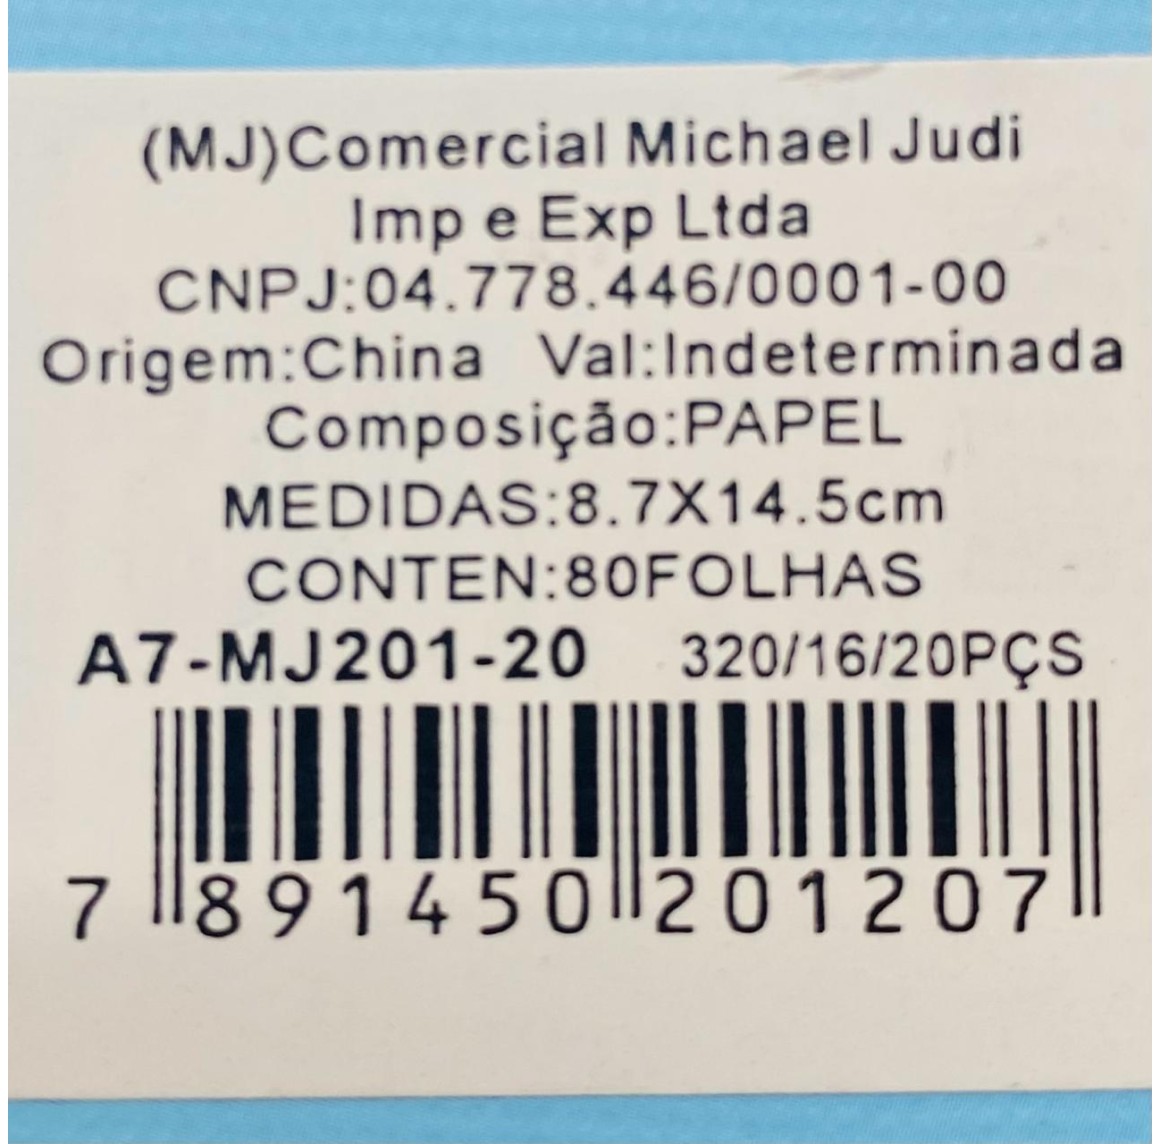 (MJ)Comercial Michael Judi
Imp e Exp Ltda
CNPJ:04.778.446/0001-00
Origem:China Val:Indeterminada
Composição:PAPEL
MEDIDAS:8.7X14.5cm
CONTEN:80FOLHAS
A7-MJ201-20 320/16/20PÇS
7 891450 201207